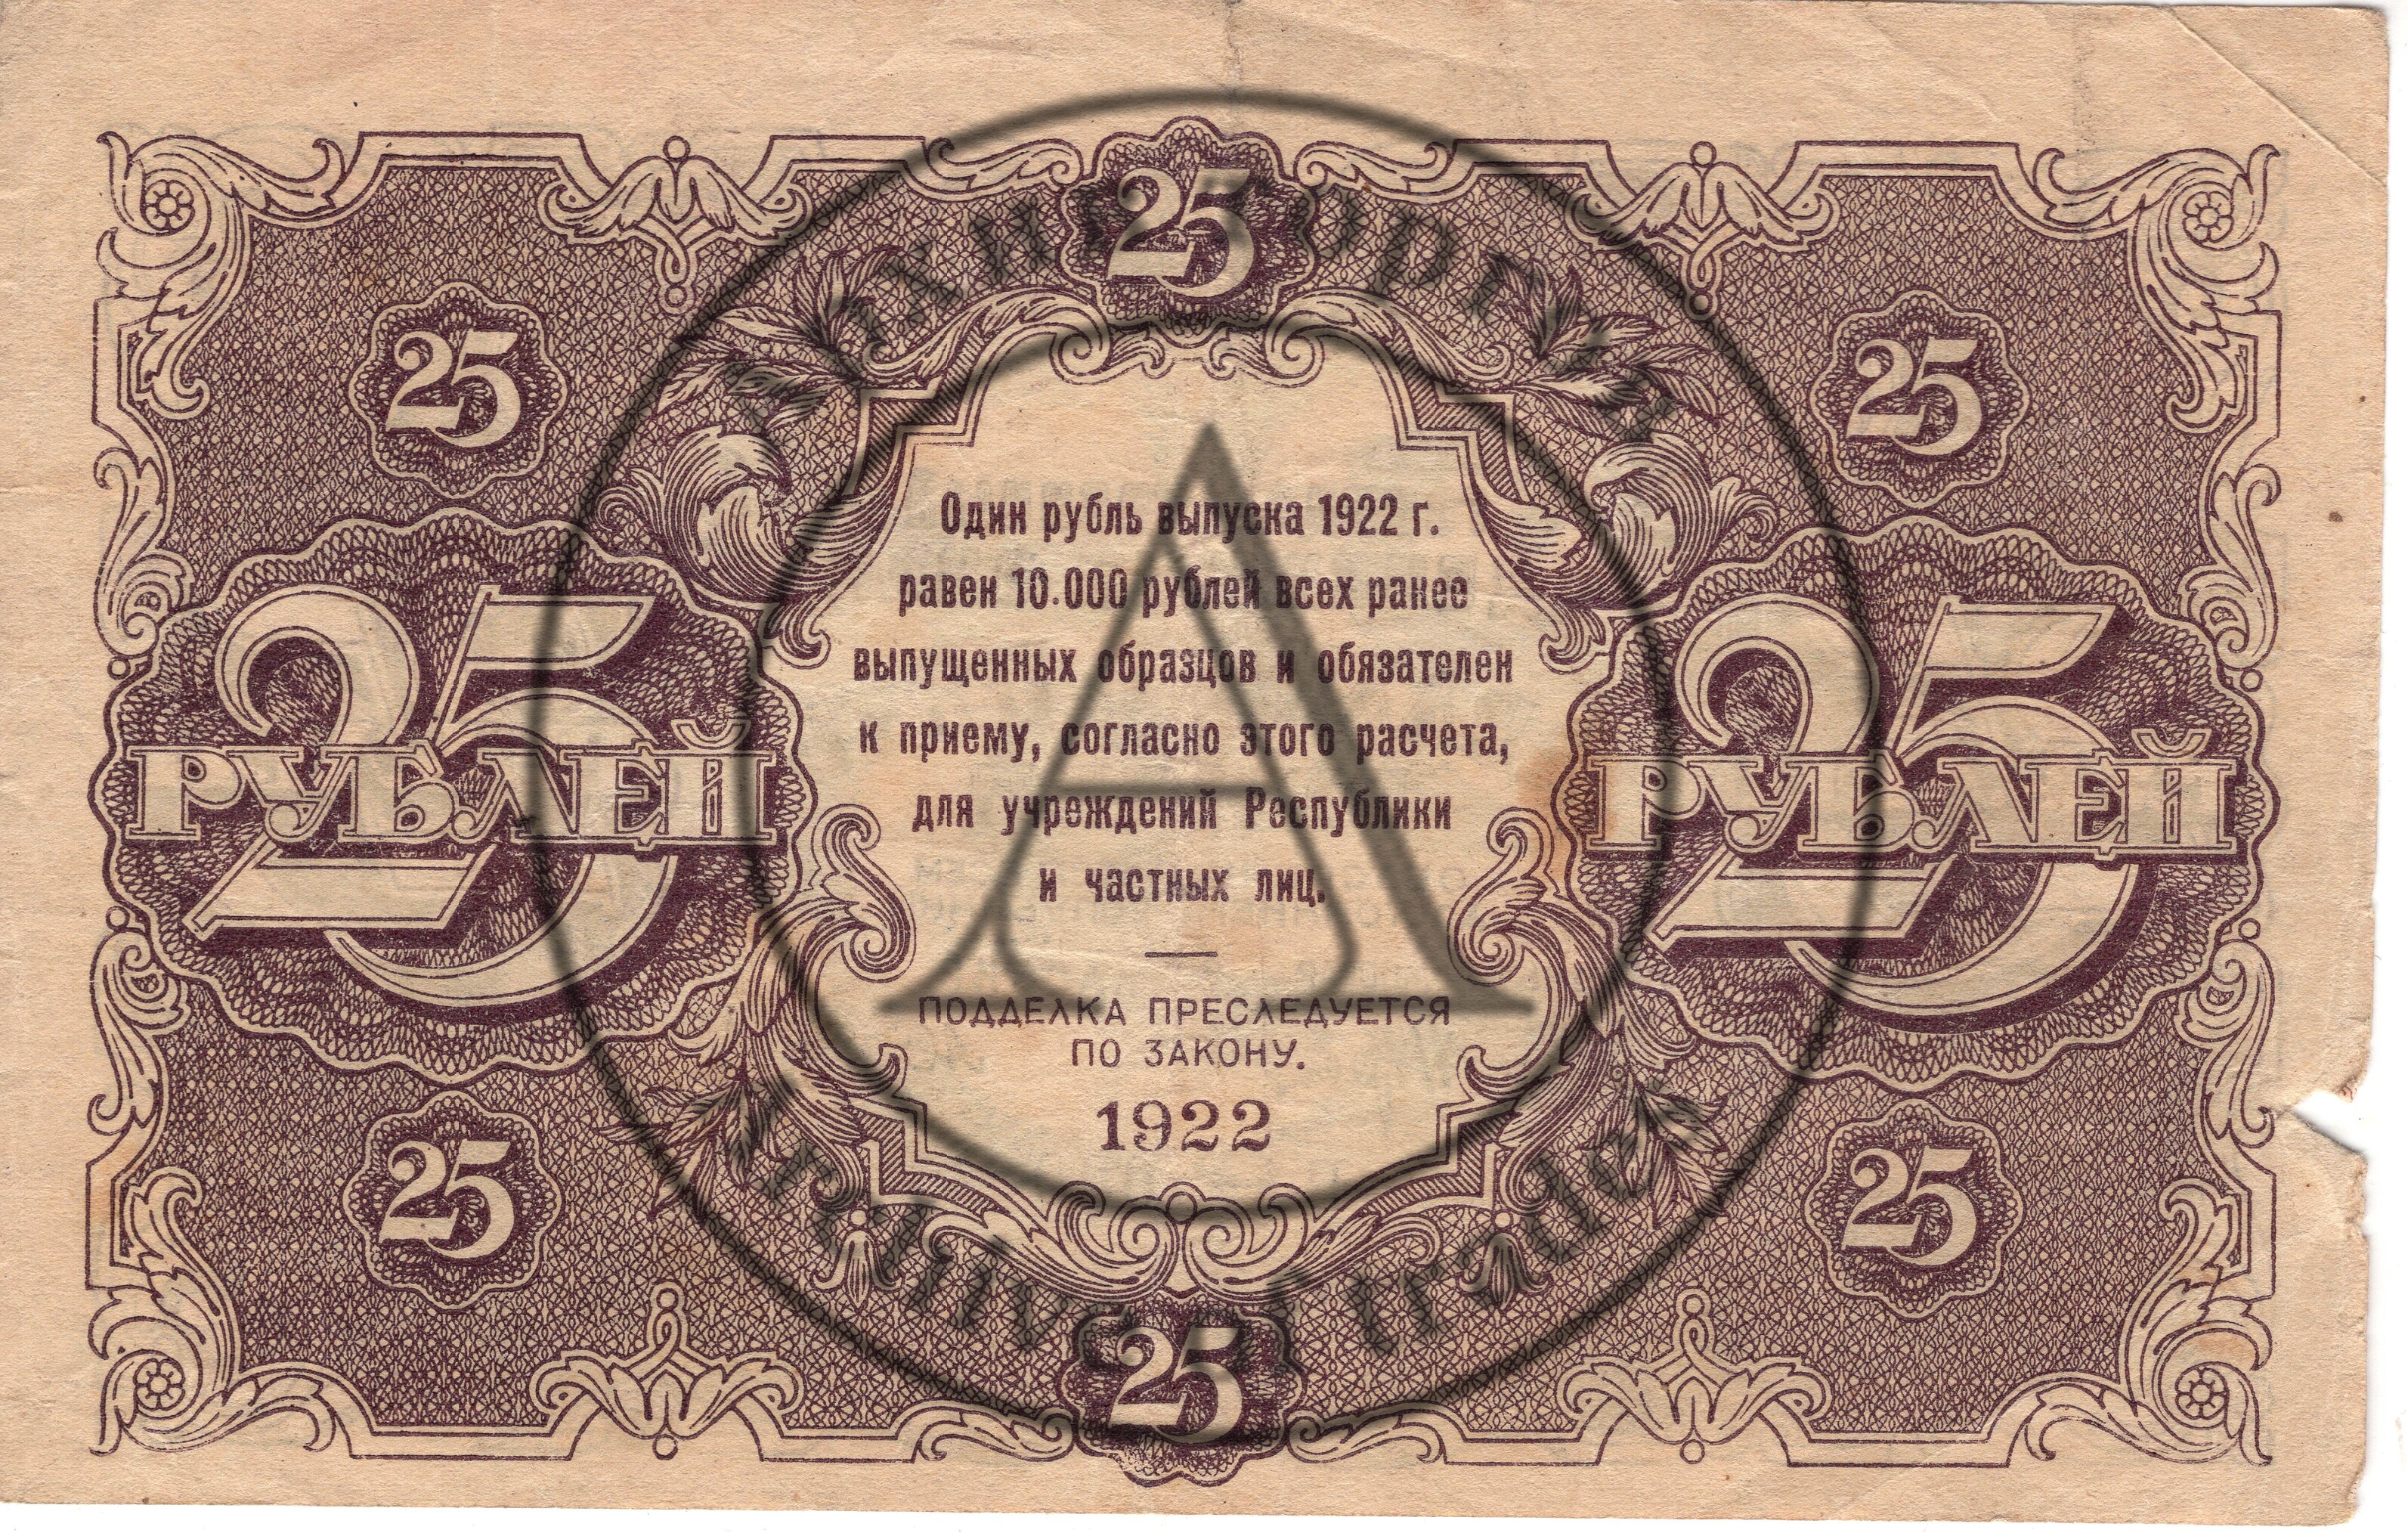 25
25
25
Один рубль выпуска 1922 г.
равен 10.000 рублей всех ранее
выпущенных образцов и обязателен
к приему, согласно этого расчета,
для учреждений Республики
и частных лиц.
25
РУБЛЕЙ
25
РУБЛЕЙ
А
ПОДДЕЛКА ПРЕСЛЕДУЕТСЯ
ПО ЗАКОНУ.
1922
25
25
25